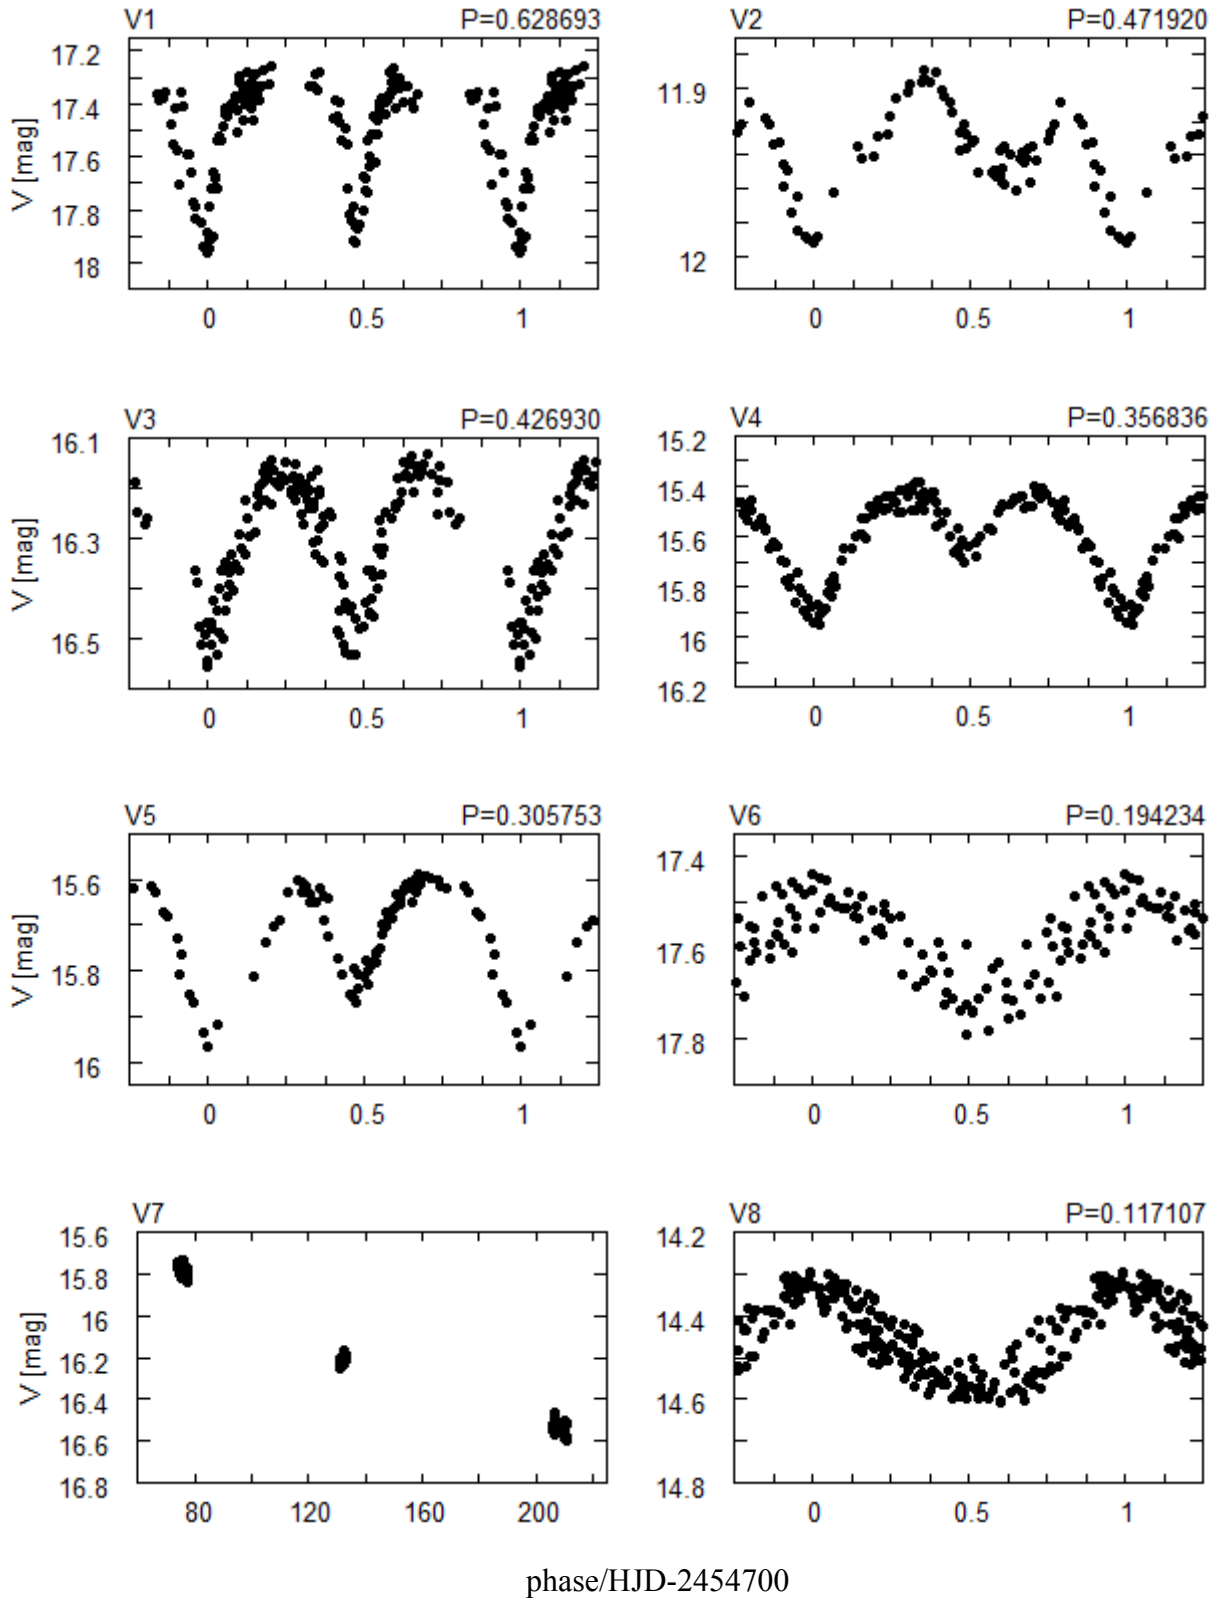 V1 P=0.628693 V2 P=0.471920
17.2
17.4
17.6
17.8
18
V [mag]
0 0.5 1
11.9
12
0 0.5 1
V3 P=0.426930 V4 P=0.356836
16.1
16.3
16.5
V [mag]
0 0.5 1
15.2
15.4
15.6
15.8
16
16.2
0 0.5 1
V5 P=0.305753 V6 P=0.194234
15.6
15.8
16
V [mag]
0 0.5 1
17.4
17.6
17.8
0 0.5 1
V7 V8 P=0.117107
15.6
15.8
16
16.2
16.4
16.6
16.8
V [mag]
80 120 160 200
14.2
14.4
14.6
14.8
0 0.5 1
phase/HJD-2454700